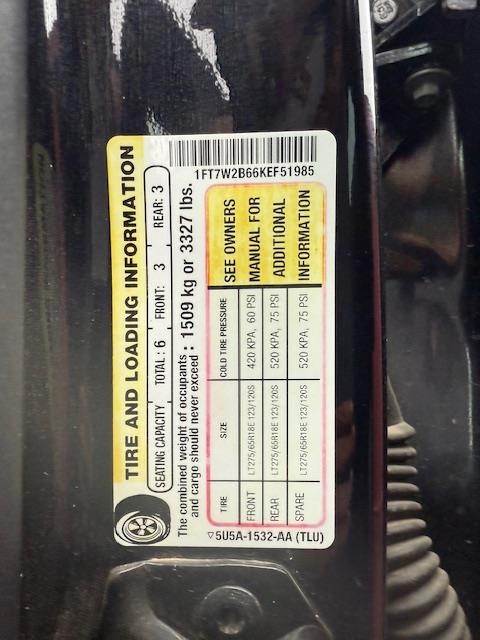 TIRE AND LOADING INFORMATION
SEATING CAPACITY TOTAL : 6 FRONT: 3 REAR: 3
The combined weight of occupants : 1509 kg or 3327 lbs.
and cargo should never exceed
TIRE SIZE COLD TIRE PRESSURE
FRONT LT275/65R18E 123/120S 420 KPA, 60 PSI
REAR LT275/65R18E 123/120S 520 KPA, 75 PSI
SPARE LT275/65R18E 123/120S 520 KPA, 75 PSI
SEE OWNERS
MANUAL FOR
ADDITIONAL
INFORMATION
1FT7W2B66KEF51985
▽5U5A-1532-AA (TLU)